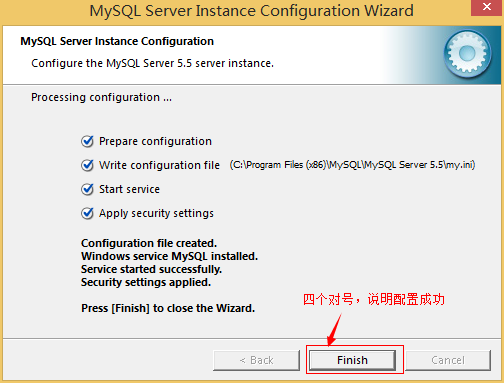 MySQL Server Instance Configuration Wizard
MySQL Server Instance Configuration
Configure the MySQL Server 5.5 server instance.
Processing configuration ...
Prepare configuration
Write configuration file (C:\Program Files (x86)\MySQL\MySQL Server 5.5\my.ini)
Start service
Apply security settings
Configuration file created.
Windows service MySQL installed.
Service started successfully.
Security settings applied.
Press [Finish] to close the Wizard.
四个对号，说明配置成功
< Back
Finish
Cancel